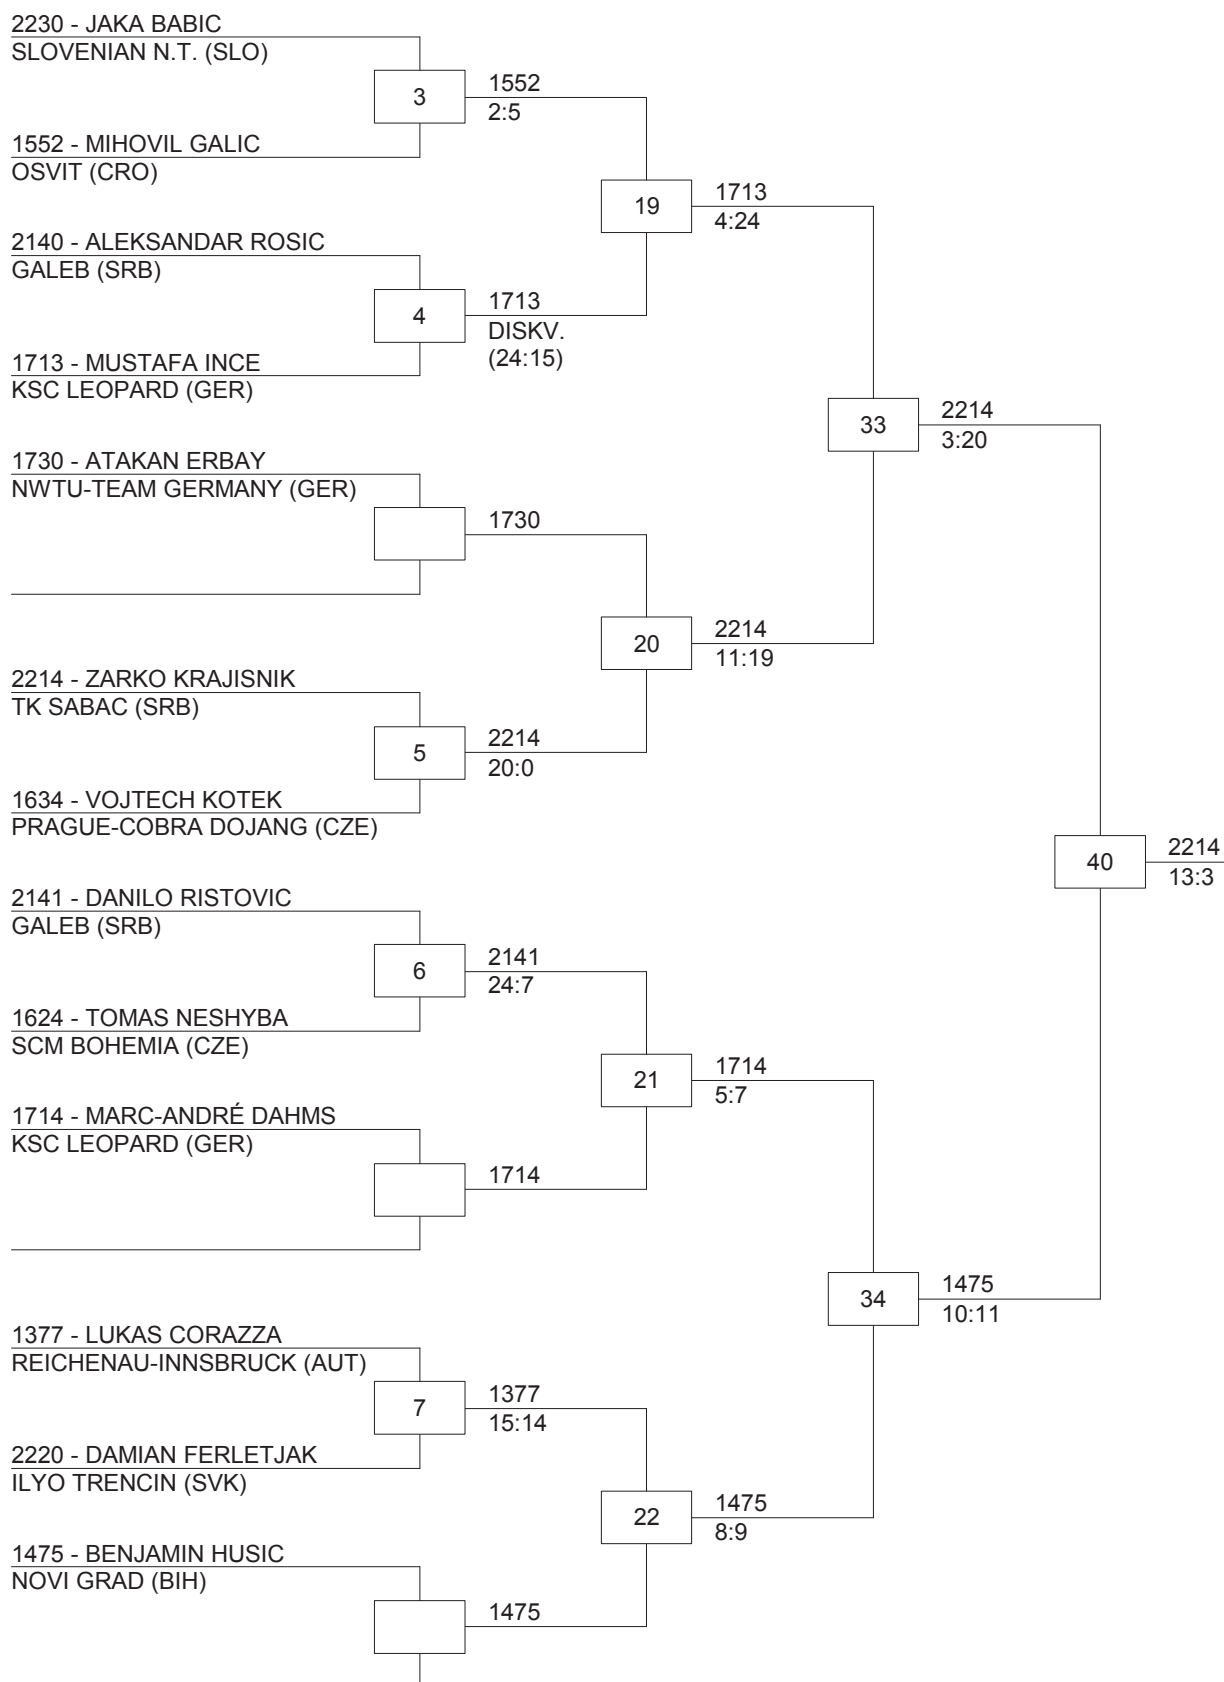 2230 - JAKA BABIC
SLOVENIAN N.T. (SLO)
3
1552
2:5
1552 - MIHOVIL GALIC
OSVIT (CRO)
19
1713
4:24
2140 - ALEKSANDAR ROSIC
GALEB (SRB)
4
1713
DISKV.
(24:15)
1713 - MUSTAFA INCE
KSC LEOPARD (GER)
33
2214
3:20
1730 - ATAKAN ERBAY
NWTU-TEAM GERMANY (GER)
1730
20
2214
11:19
2214 - ZARKO KRAJISNIK
TK SABAC (SRB)
5
2214
20:0
1634 - VOJTECH KOTEK
PRAGUE-COBRA DOJANG (CZE)
40
2214
13:3
2141 - DANILO RISTOVIC
GALEB (SRB)
6
2141
24:7
1624 - TOMAS NESHYBA
SCM BOHEMIA (CZE)
21
1714
5:7
1714 - MARC-ANDRÉ DAHMS
KSC LEOPARD (GER)
1714
34
1475
10:11
1377 - LUKAS CORAZZA
REICHENAU-INNSBRUCK (AUT)
7
1377
15:14
2220 - DAMIAN FERLETJAK
ILYO TRENCIN (SVK)
22
1475
8:9
1475 - BENJAMIN HUSIC
NOVI GRAD (BIH)
1475